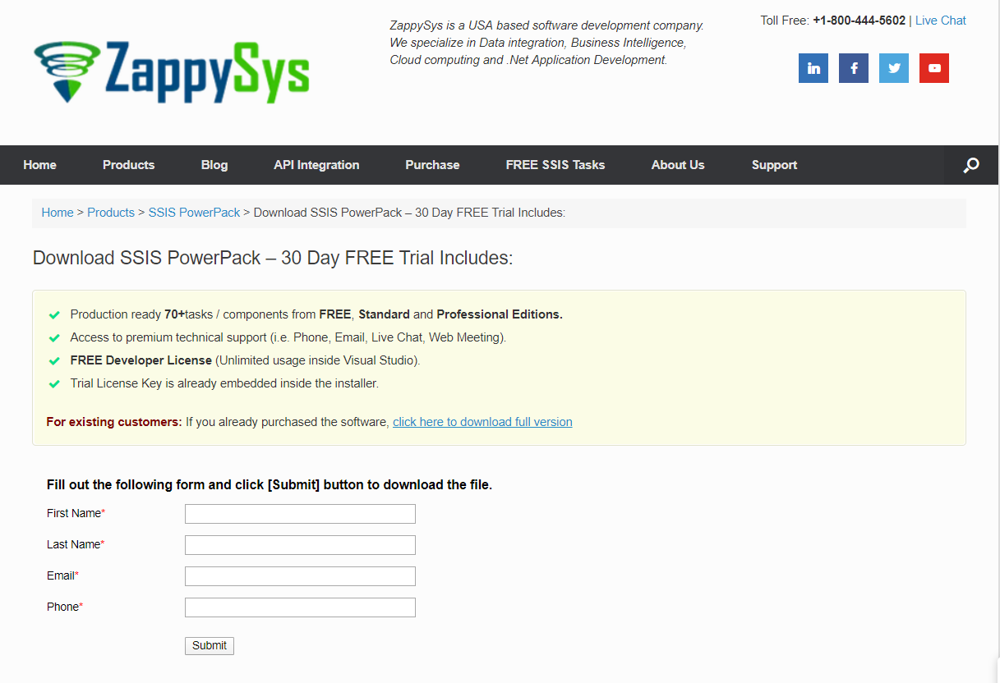 ZappySys
ZappySys is a USA based software development company.
We specialize in Data integration, Business Intelligence,
Cloud computing and .Net Application Development.
Toll Free: +1-800-444-5602 | Live Chat
Home Products Blog API Integration Purchase FREE SSIS Tasks About Us Support
Home > Products > SSIS PowerPack > Download SSIS PowerPack – 30 Day FREE Trial Includes:
Download SSIS PowerPack – 30 Day FREE Trial Includes:
Production ready 70+tasks / components from FREE, Standard and Professional Editions.
Access to premium technical support (i.e. Phone, Email, Live Chat, Web Meeting).
FREE Developer License (Unlimited usage inside Visual Studio).
Trial License Key is already embedded inside the installer.
For existing customers: If you already purchased the software, click here to download full version
Fill out the following form and click [Submit] button to download the file.
First Name*
Last Name*
Email*
Phone*
Submit